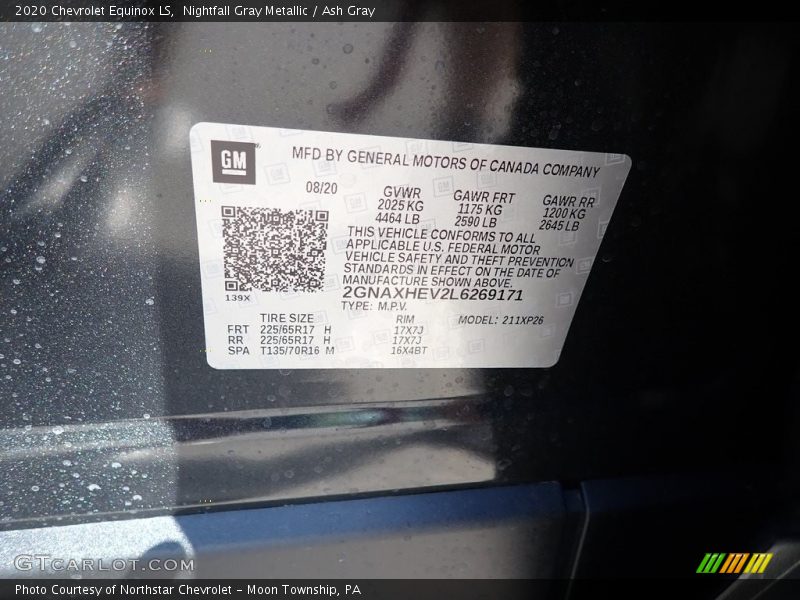 2020 Chevrolet Equinox LS,  Nightfall Gray Metallic / Ash Gray
GM
MFD BY GENERAL MOTORS OF CANADA COMPANY
08/20
GVWR GAWR FRT GAWR RR
2025 KG 1175 KG 1200 KG
4464 LB 2590 LB 2645 LB
THIS VEHICLE CONFORMS TO ALL
APPLICABLE U.S. FEDERAL MOTOR
VEHICLE SAFETY AND THEFT PREVENTION
STANDARDS IN EFFECT ON THE DATE OF
MANUFACTURE SHOWN ABOVE.
139X
2GNAXHEV2L6269171
TYPE: M.P.V.
TIRE SIZE RIM MODEL: 211XP26
FRT 225/65R17 H 17X7J
RR 225/65R17 H 17X7J
SPA T135/70R16 M 16X4BT
GTCARLOT.COM
Photo Courtesy of Northstar Chevrolet - Moon Township, PA